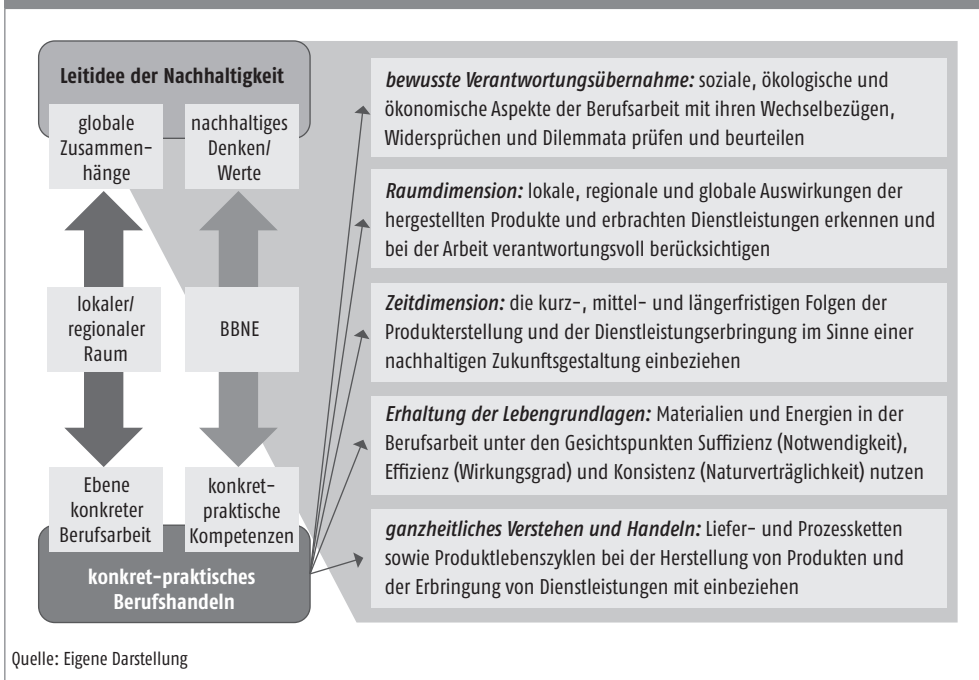 Leitidee der Nachhaltigkeit
globale
Zusammen-
hänge
nachhaltiges
Denken/
Werte
lokaler/
regionaler
Raum
BBNE
Ebene
konkreter
Berufsarbeit
konkret-
praktische
Kompetenzen
konkret-praktisches
Berufshandeln
bewusste Verantwortungsübernahme: soziale, ökologische und
ökonomische Aspekte der Berufsarbeit mit ihren Wechselbezügen,
Widersprüchen und Dilemmata prüfen und beurteilen
Raumdimension: lokale, regionale und globale Auswirkungen der
hergestellten Produkte und erbrachten Dienstleistungen erkennen und
bei der Arbeit verantwortungsvoll berücksichtigen
Zeitdimension: die kurz-, mittel- und längerfristigen Folgen der
Produkterstellung und der Dienstleistungserbringung im Sinne einer
nachhaltigen Zukunftsgestaltung einbeziehen
Erhaltung der Lebengrundlagen: Materialien und Energien in der
Berufsarbeit unter den Gesichtspunkten Suffizienz (Notwendigkeit),
Effizienz (Wirkungsgrad) und Konsistenz (Naturverträglichkeit) nutzen
ganzheitliches Verstehen und Handeln: Liefer- und Prozessketten
sowie Produktlebenszyklen bei der Herstellung von Produkten und
der Erbringung von Dienstleistungen mit einbeziehen
Quelle: Eigene Darstellung